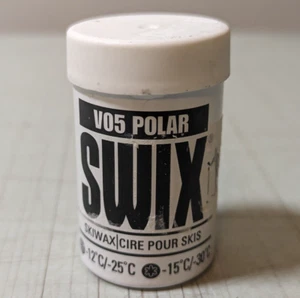 V05 POLAR
SWIX
SKIWAX|CIRE POUR SKIS
-12°C/-25°C -15°C/-30°C